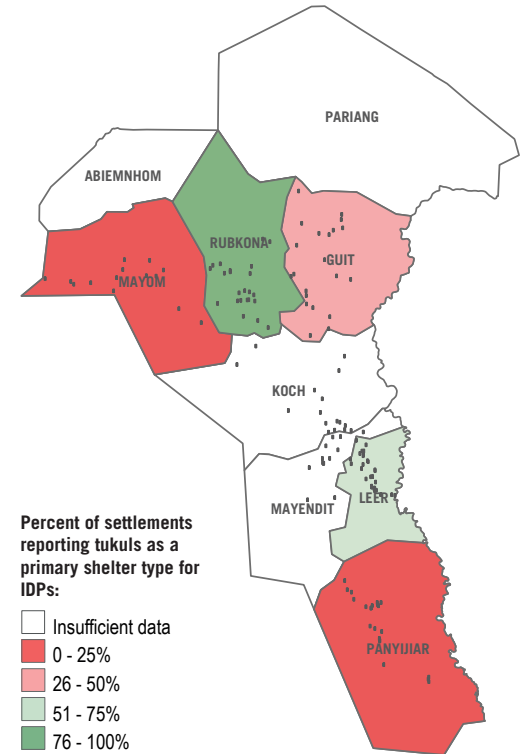 PARIANG
ABIEMNHOM
RUBKONA
GUIT
MAYOM
KOCH
MAYENDIT
LEER
PANYIJIAR
Percent of settlements
reporting tukuls as a
primary shelter type for
IDPs:
Insufficient data
0 - 25%
26 - 50%
51 - 75%
76 - 100%